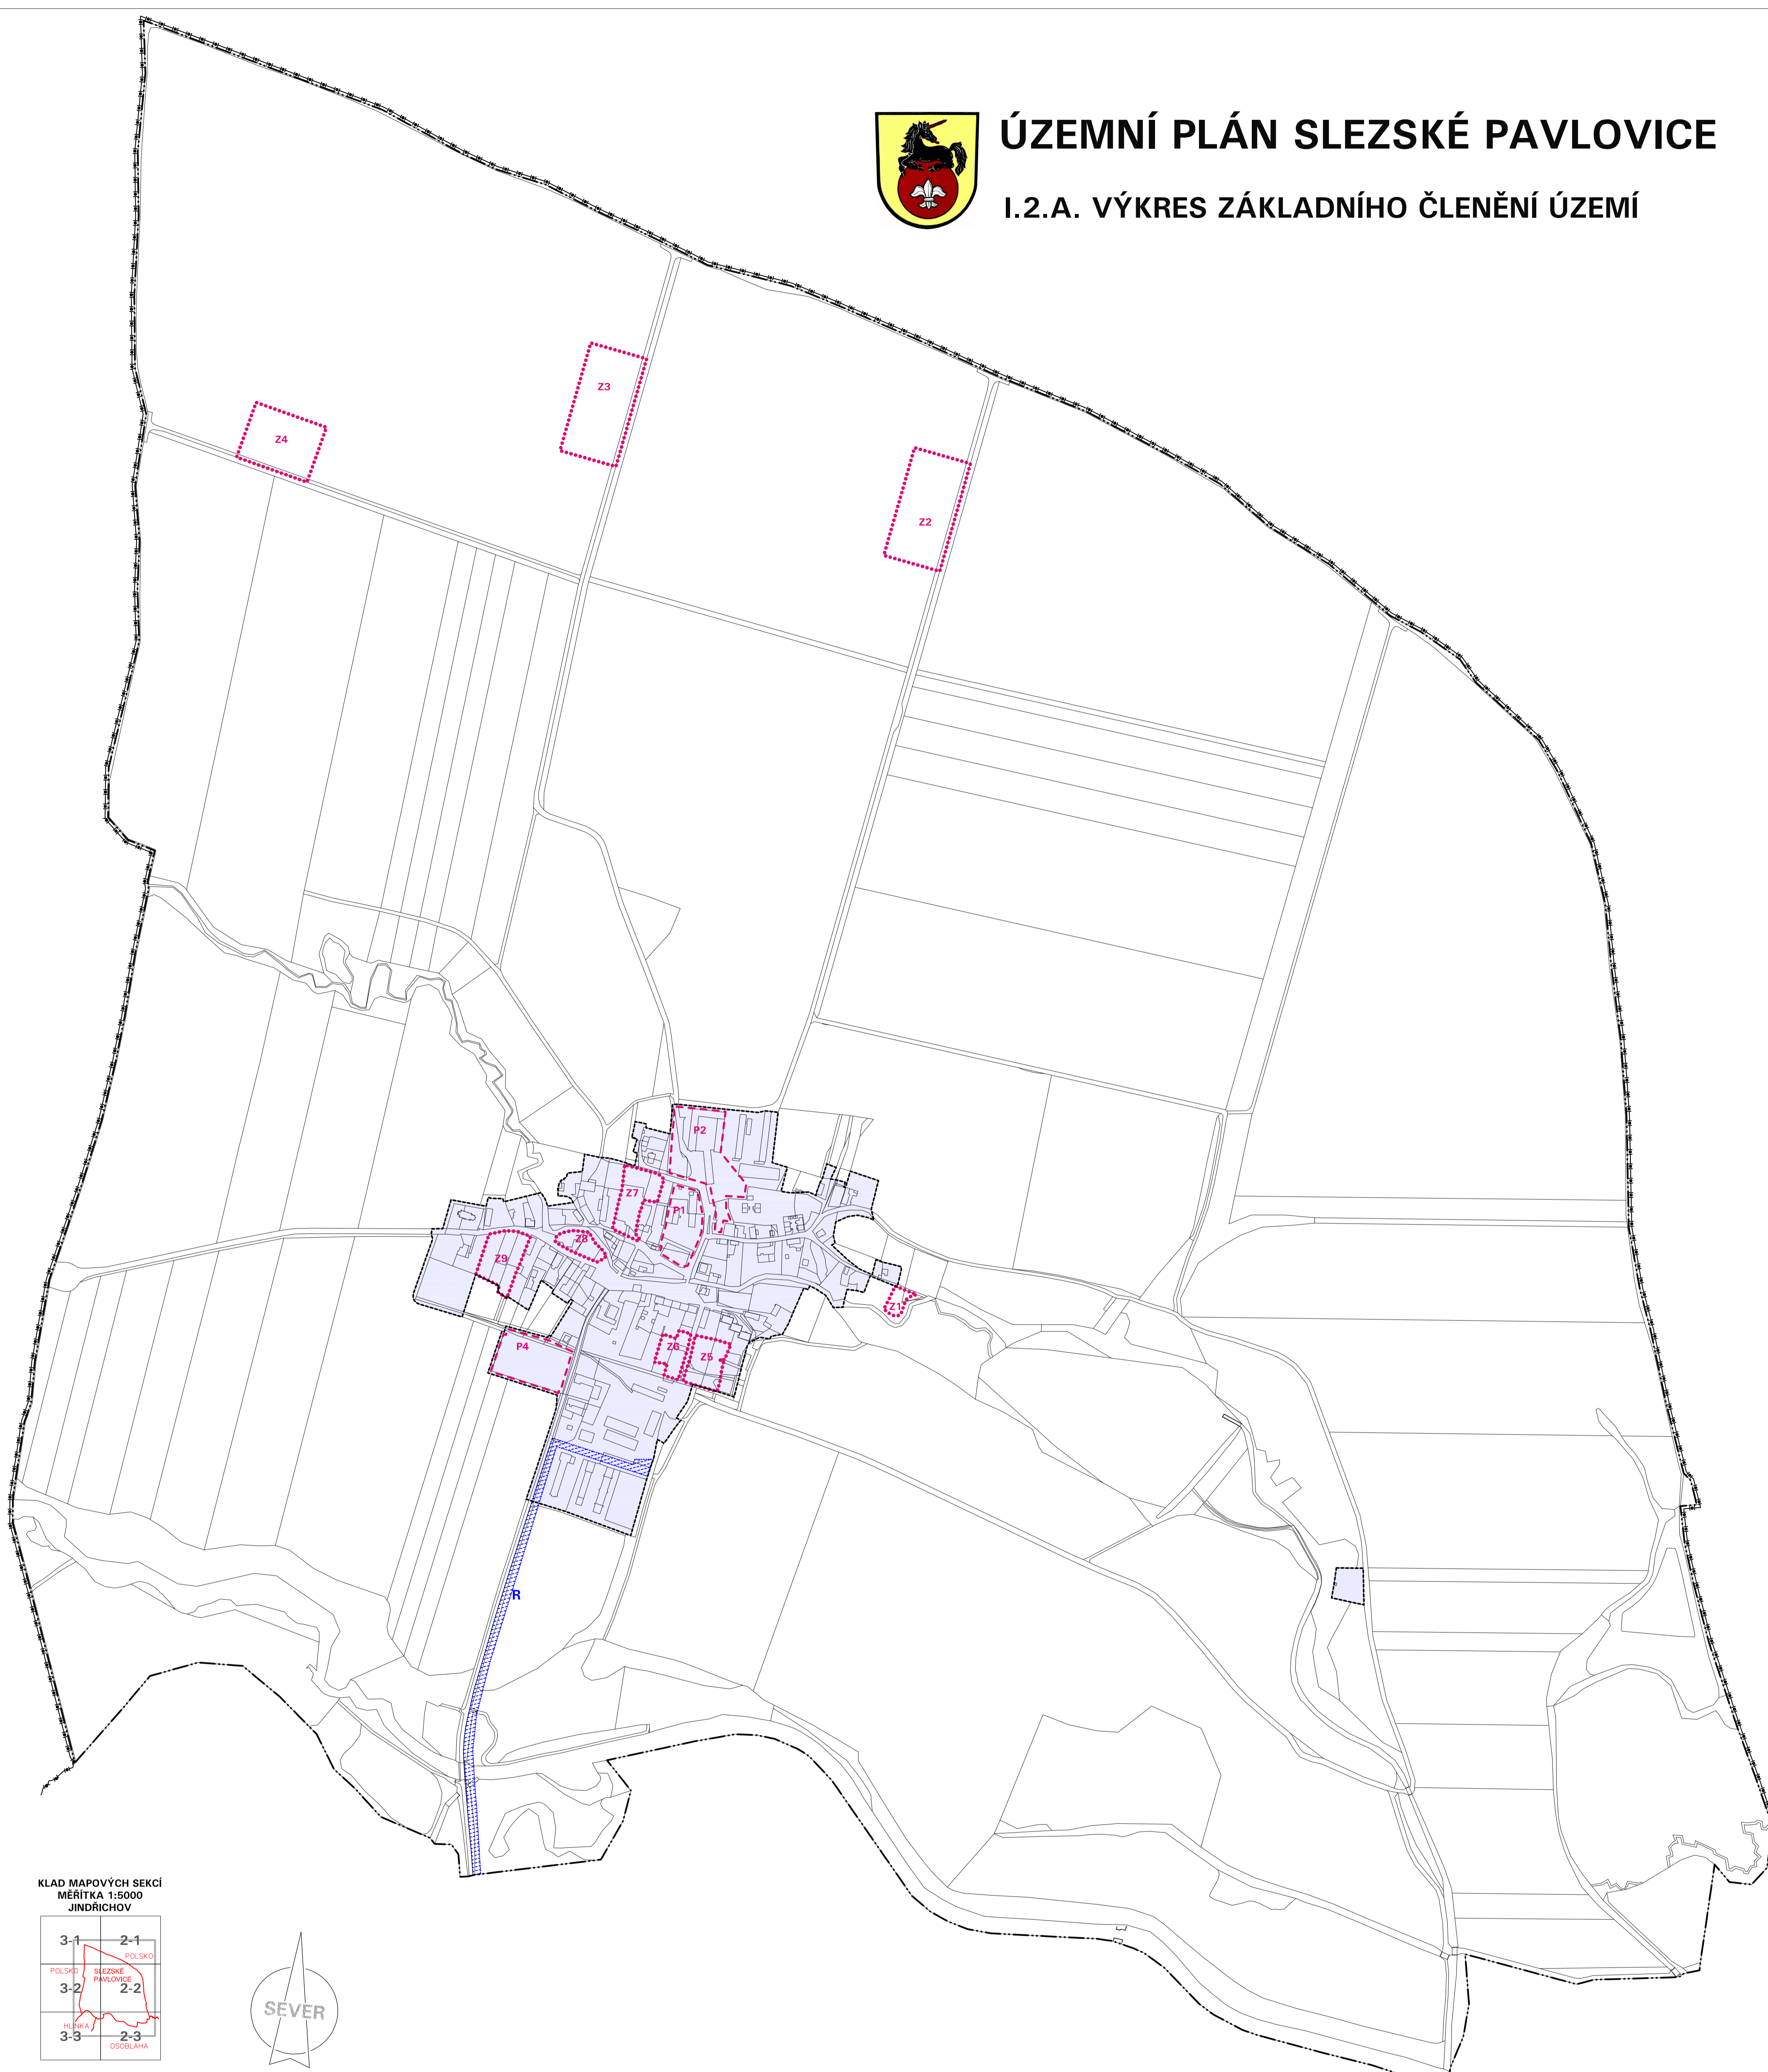 ÚZEMNÍ PLÁN SLEZSKÉ PAVLOVICE
I.2.A. VÝKRES ZÁKLADNÍHO ČLENĚNÍ ÚZEMÍ
Z3
Z4
Z2
P2
Z7
P1
Z8
Z9
Z1
P4
Z6
Z5
R
KLAD MAPOVÝCH SEKCÍ
MĚŘÍTKA 1:5000
JINDŘICHOV
3-1 2-1
POLSKO
POLSKO SLEZSKÉ
PAVLOVICE
3-2 2-2
HLINKA
3-3 2-3
OSOBLAHA
SEVER